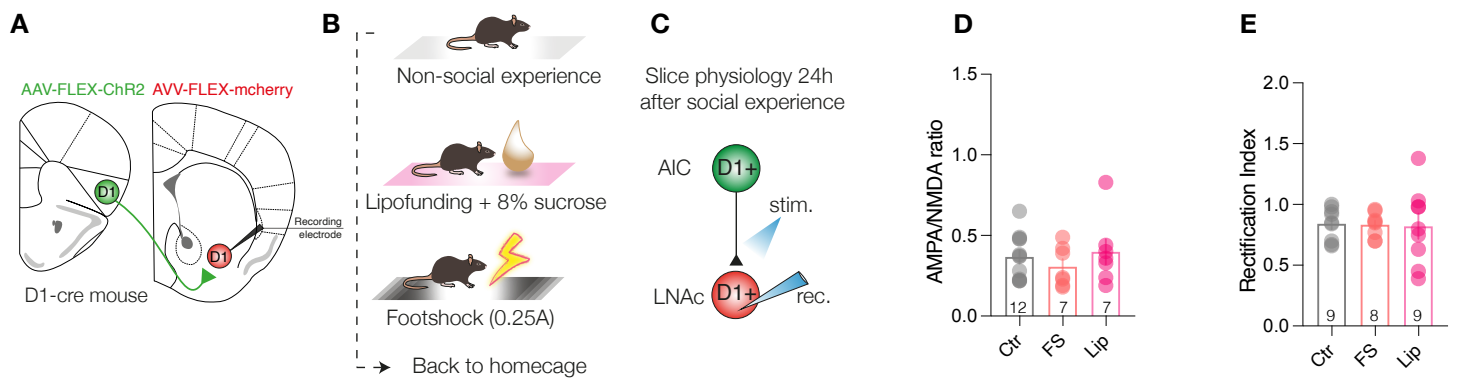 A
AAV-FLEX-ChR2 AVV-FLEX-mcherry
D1
D1
Recording
electrode
D1-cre mouse
B
Non-social experience
Lipofunding + 8% sucrose
Footshock (0.25A)
Back to homecage
C
Slice physiology 24h
after social experience
AIC
D1+
stim.
LNAc
D1+
rec.
D
AMPA/NMDA ratio
1.5
1.0
0.5
0.0
12
7
7
Ctr
FS
Lip
E
Rectification Index
2.0
1.5
1.0
0.5
0.0
9
8
9
Ctr
FS
Lip